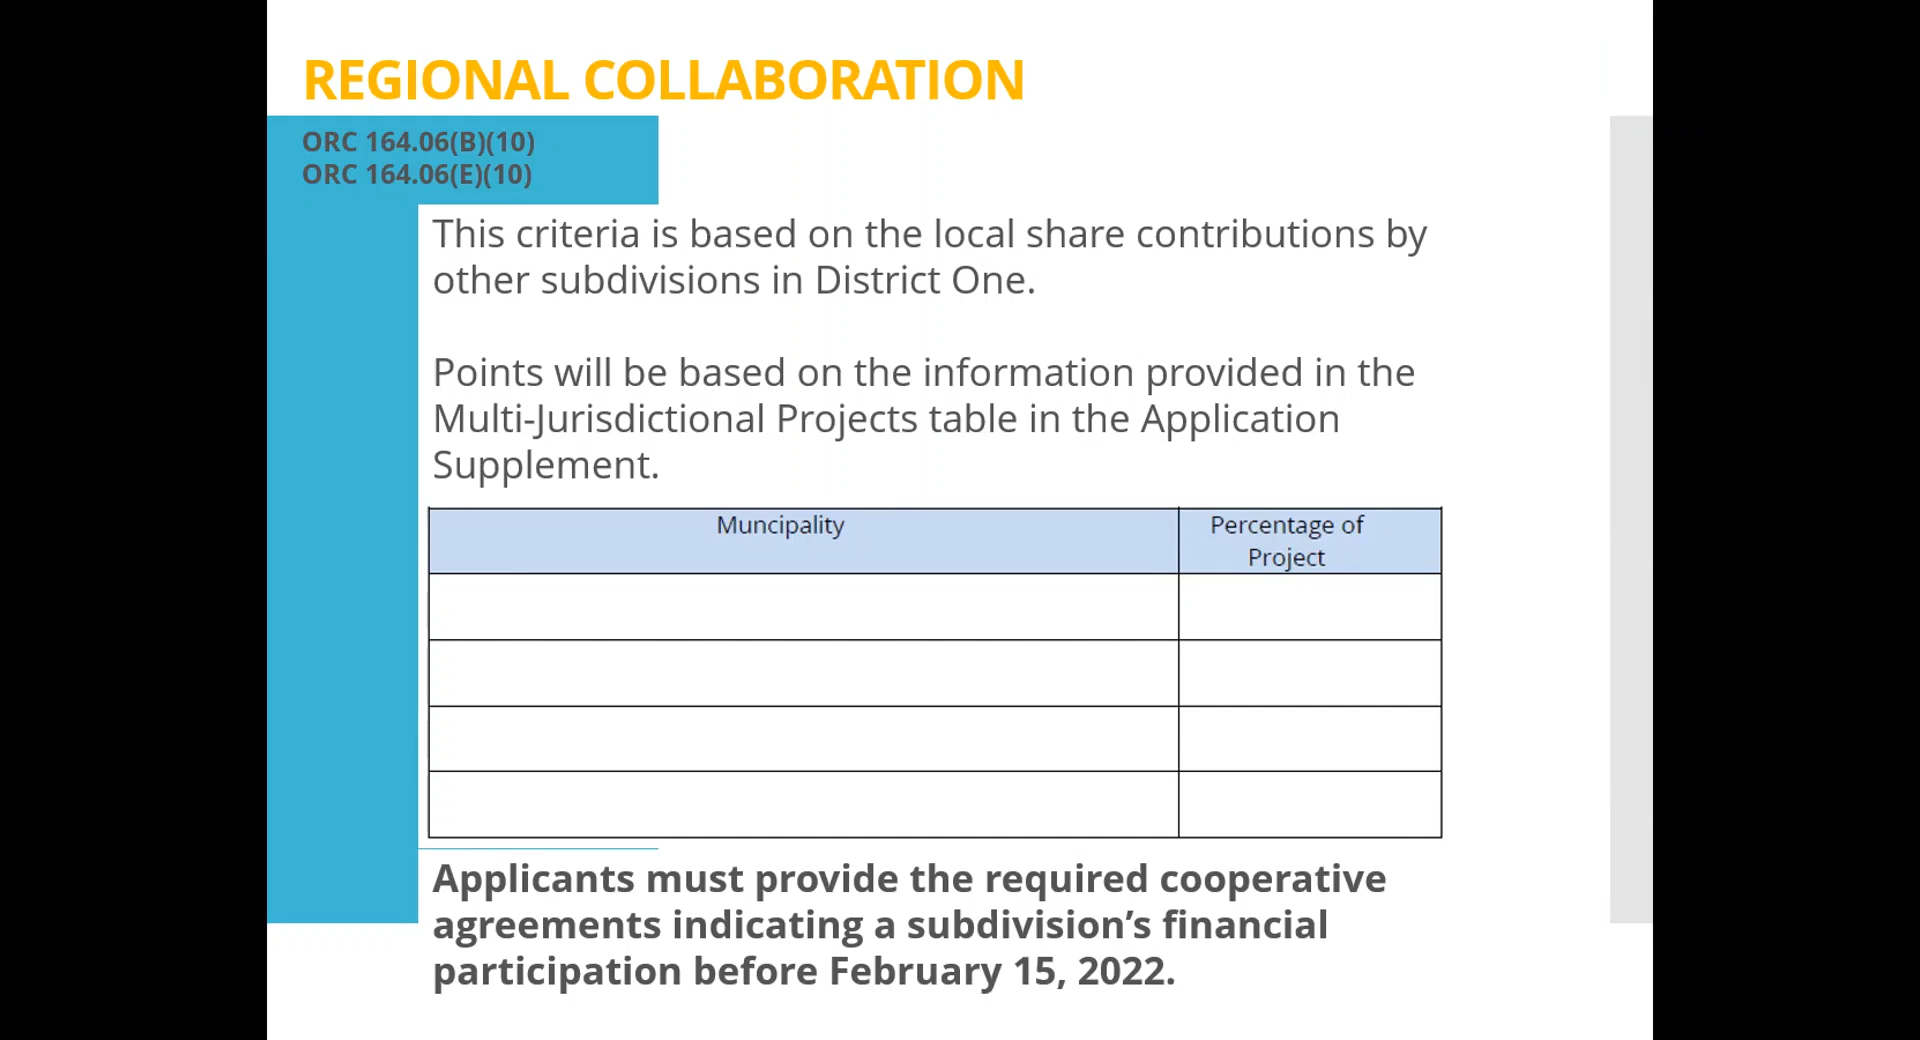 REGIONAL COLLABORATION
ORC 164.06(B)(10)
ORC 164.06(E)(10)
This criteria is based on the local share contributions by
other subdivisions in District One.
Points will be based on the information provided in the
Multi-Jurisdictional Projects table in the Application
Supplement.
Muncipality
Percentage of
Project
Applicants must provide the required cooperative
agreements indicating a subdivision’s financial
participation before February 15, 2022.